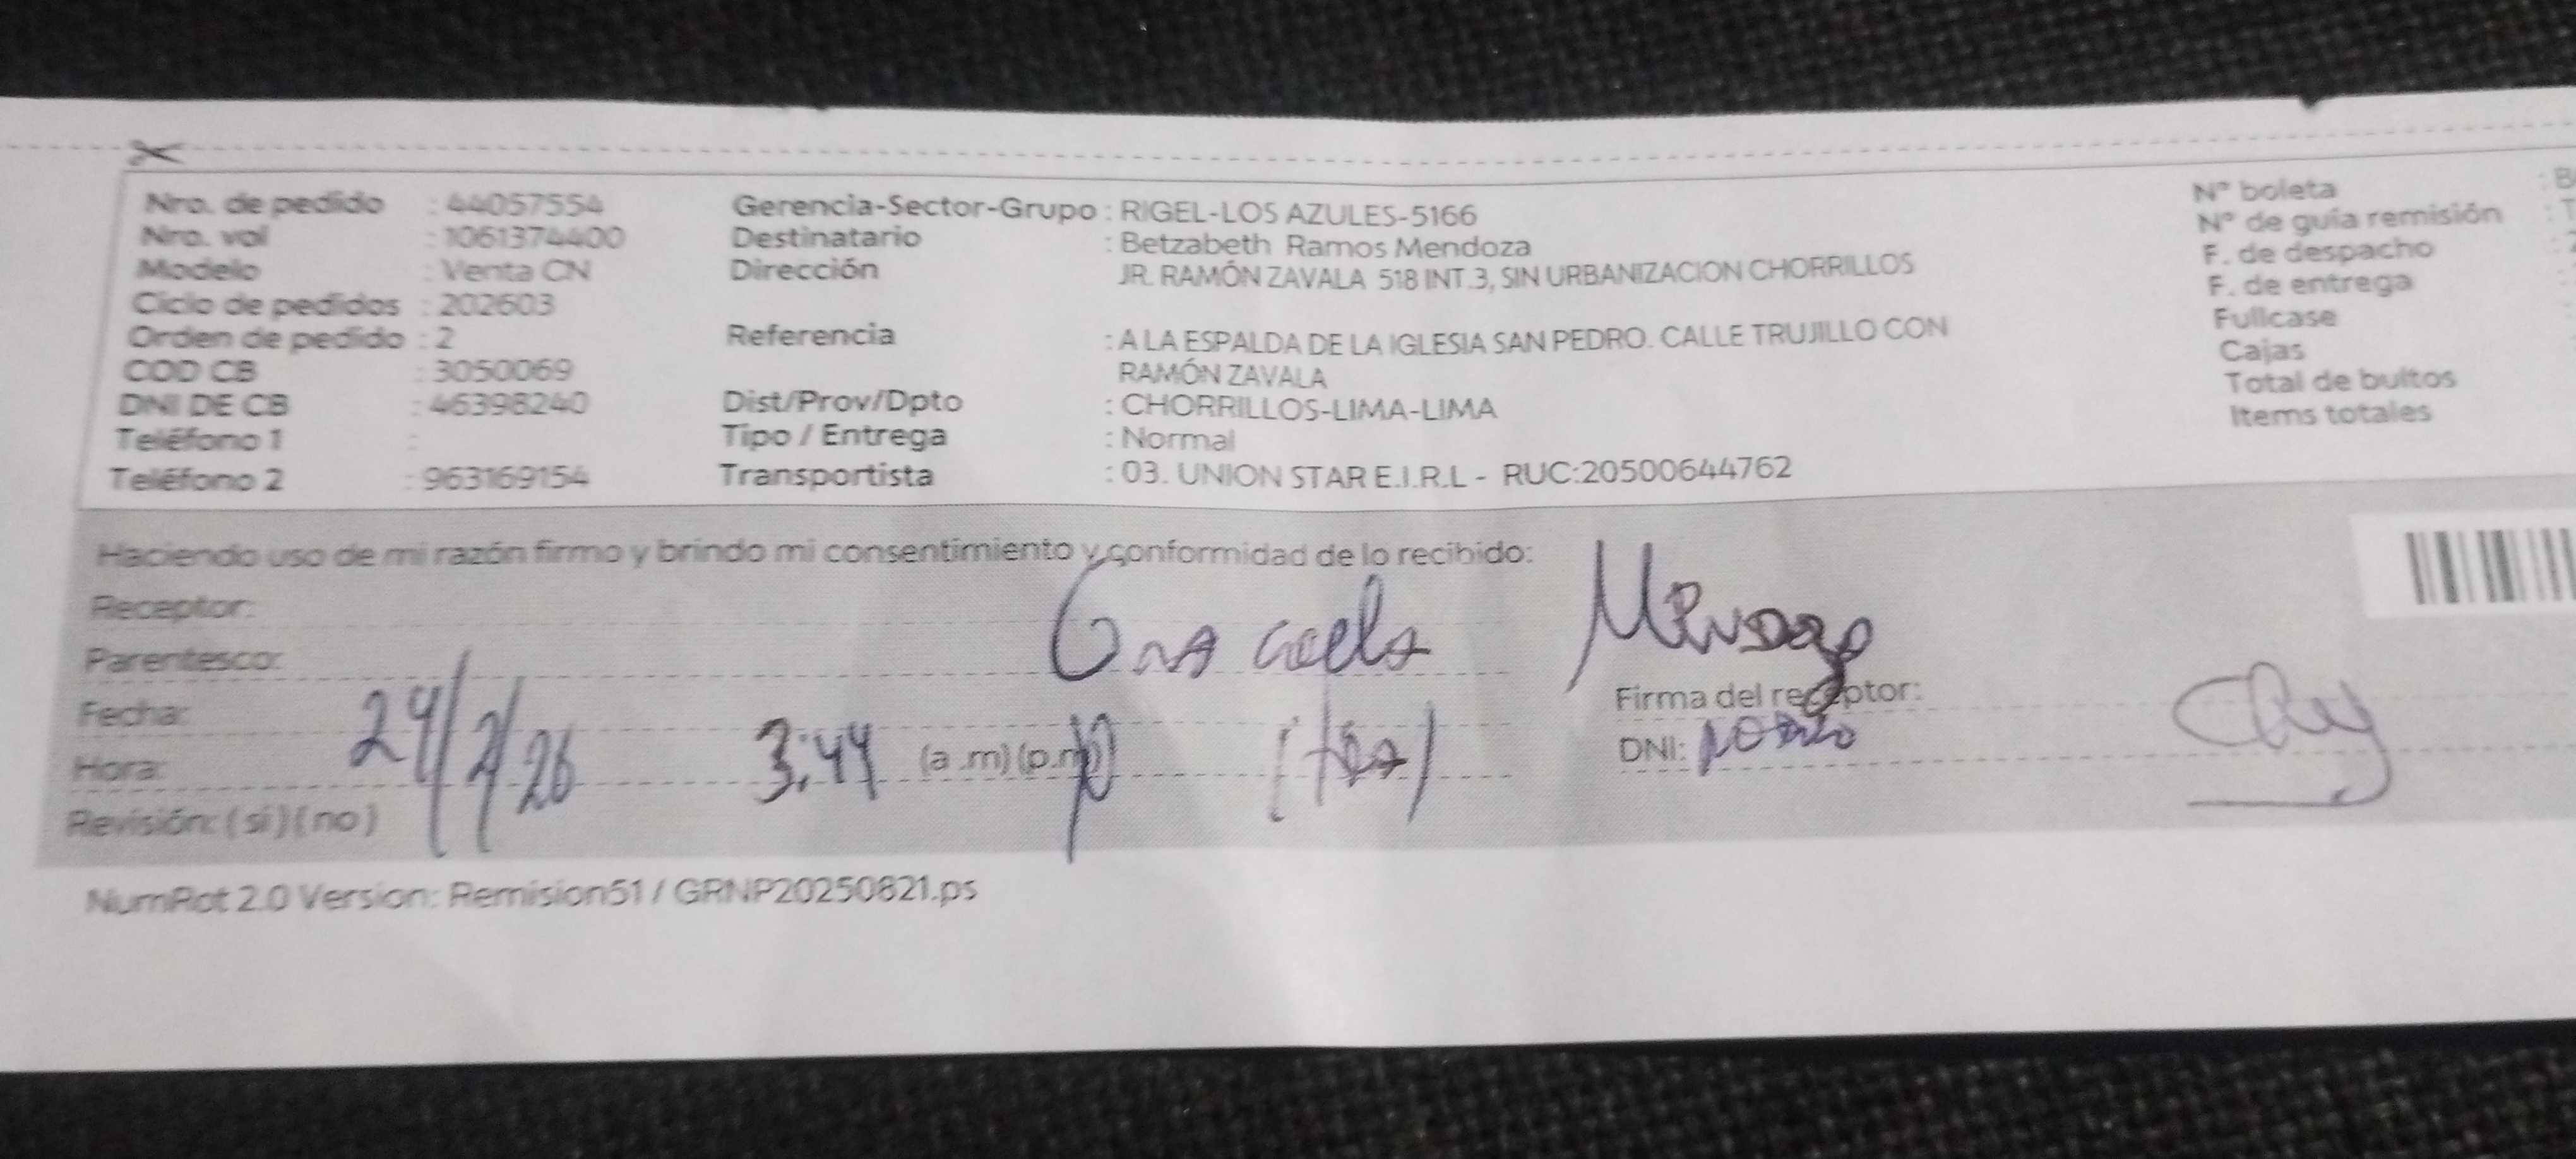 Nro. de pedido : 44057554
Nro. vol : 1061374400
Modelo : Venta CN
Ciclo de pedidos : 202603
Orden de pedido : 2
COD CB : 3050069
DNI DE CB : 46398240
Teléfono 1 :
Teléfono 2 : 963169154
Gerencia-Sector-Grupo : RIGEL-LOS AZULES-5166
Destinatario : Betzabeth Ramos Mendoza
Dirección JR. RAMÓN ZAVALA 518 INT.3, SIN URBANIZACION CHORRILLOS
Referencia : A LA ESPALDA DE LA IGLESIA SAN PEDRO. CALLE TRUJILLO CON
RAMÓN ZAVALA
Dist/Prov/Dpto : CHORRILLOS-LIMA-LIMA
Tipo / Entrega : Normal
Transportista : 03. UNION STAR E.I.R.L - RUC:20500644762
N° boleta
N° de guía remisión
F. de despacho
F. de entrega
Fullcase
Cajas
Total de bultos
Items totales
Haciendo uso de mi razón firmo y brindo mi consentimiento y conformidad de lo recibido:
Receptor:
Parentesco: Mendoza
Fecha: 24/2/26
Hora: 3:44 (a .m) (p.m)
Revisión: ( si ) ( no )
Firma del receptor:
DNI:
NumRot 2.0 Version: Remision51 / GRNP20250821.ps